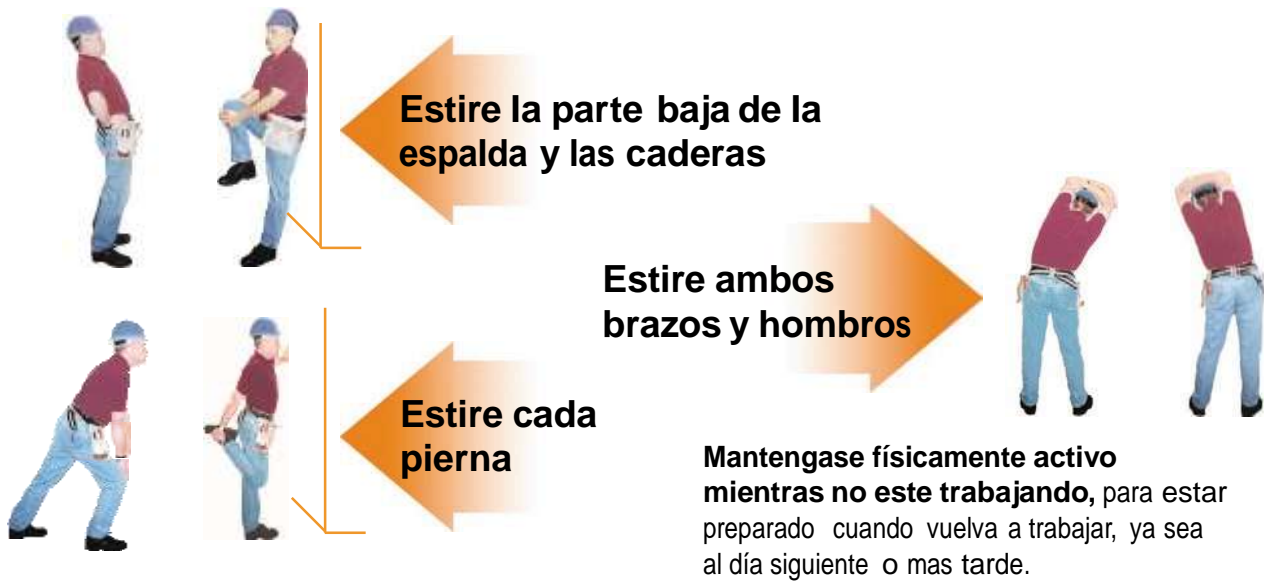 Estire la parte baja de la
espalda y las caderas
Estire ambos
brazos y hombros
Estire cada
pierna
Mantengase físicamente activo
mientras no este trabajando, para estar
preparado cuando vuelva a trabajar, ya sea
al día siguiente o mas tarde.